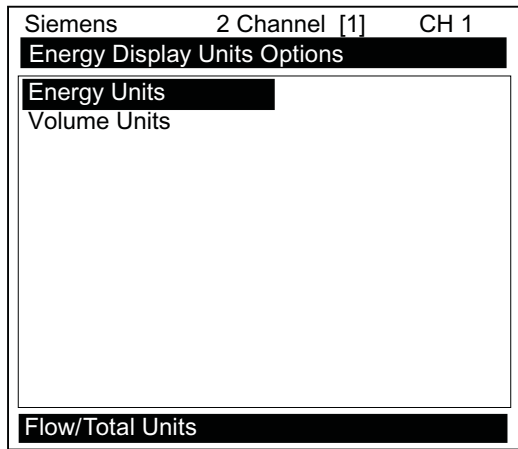 Siemens 2 Channel [1] CH 1
Energy Display Units Options
Energy Units
Volume Units
Flow/Total Units